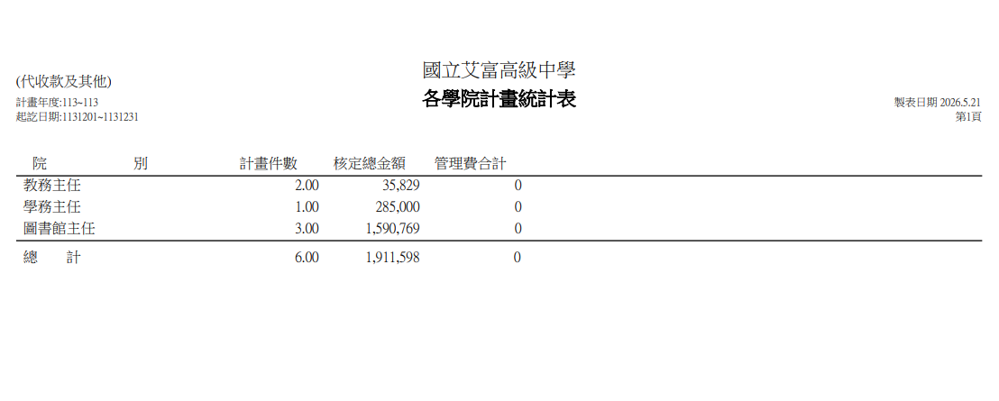 國立艾富高級中學
(代收款及其他)
各學院計畫統計表
計畫年度:113~113
製表日期 2026.5.21
起訖日期:1131201~1131231
第1頁
院 別 計畫件數 核定總金額 管理費合計
教務主任 2.00 35,829 0
學務主任 1.00 285,000 0
圖書館主任 3.00 1,590,769 0
總 計 6.00 1,911,598 0